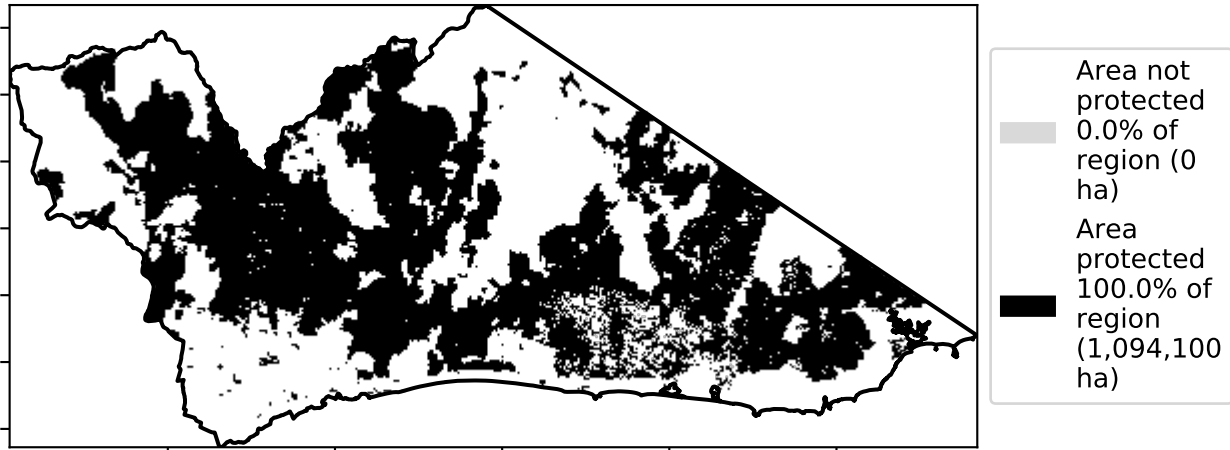 Area not
protected
0.0% of
region (0
ha)
Area
protected
100.0% of
region
(1,094,100
ha)